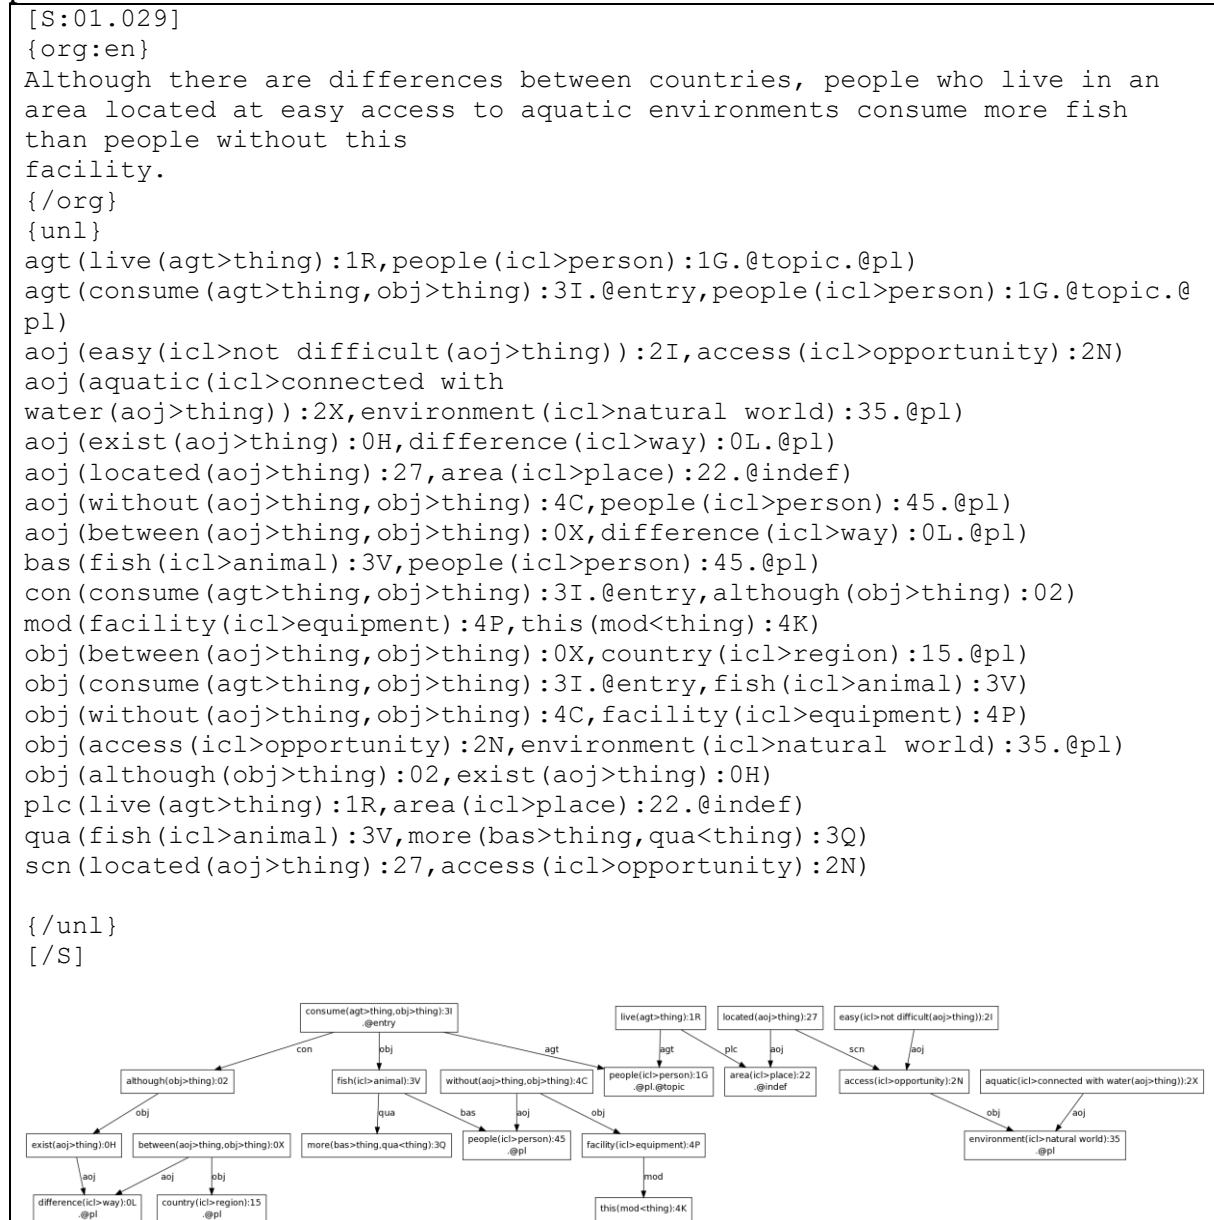 [S:01.029]
{org:en}
Although there are differences between countries, people who live in an
area located at easy access to aquatic environments consume more fish
than people without this
facility.
{/org}
{unl}
agt(live(agt>thing):1R,people(icl>person):1G.@topic.@pl)
agt(consume(agt>thing,obj>thing):3I.@entry,people(icl>person):1G.@topic.@
pl)
aoj(easy(icl>not difficult(aoj>thing)):2I,access(icl>opportunity):2N)
aoj(aquatic(icl>connected with
water(aoj>thing)):2X,environment(icl>natural world):35.@pl)
aoj(exist(aoj>thing):0H,difference(icl>way):0L.@pl)
aoj(located(aoj>thing):27,area(icl>place):22.@indef)
aoj(without(aoj>thing,obj>thing):4C,people(icl>person):45.@pl)
aoj(between(aoj>thing,obj>thing):0X,difference(icl>way):0L.@pl)
bas(fish(icl>animal):3V,people(icl>person):45.@pl)
con(consume(agt>thing,obj>thing):3I.@entry,although(obj>thing):02)
mod(facility(icl>equipment):4P,this(mod<thing):4K)
obj(between(aoj>thing,obj>thing):0X,country(icl>region):15.@pl)
obj(consume(agt>thing,obj>thing):3I.@entry,fish(icl>animal):3V)
obj(without(aoj>thing,obj>thing):4C,facility(icl>equipment):4P)
obj(access(icl>opportunity):2N,environment(icl>natural world):35.@pl)
obj(although(obj>thing):02,exist(aoj>thing):0H)
plc(live(agt>thing):1R,area(icl>place):22.@indef)
qua(fish(icl>animal):3V,more(bas>thing,qua<thing):3Q)
scn(located(aoj>thing):27,access(icl>opportunity):2N)
{/unl}
[/S]
consume(agt>thing,obj>thing):3I
.@entry
live(agt>thing):1R
located(aoj>thing):27
easy(icl>not difficult(aoj>thing)):2I
con
obj
agt
agt
plc
aoj
scn
aoj
although(obj>thing):02
fish(icl>animal):3V
without(aoj>thing,obj>thing):4C
people(icl>person):1G
.@pl.@topic
area(icl>place):22
.@indef
access(icl>opportunity):2N
aquatic(icl>connected with water(aoj>thing)):2X
obj
qua
bas
aoj
obj
obj
aoj
exist(aoj>thing):0H
between(aoj>thing,obj>thing):0X
more(bas>thing,qua<thing):3Q
people(icl>person):45
.@pl
facility(icl>equipment):4P
environment(icl>natural world):35
.@pl
aoj
aoj
obj
mod
difference(icl>way):0L
.@pl
country(icl>region):15
.@pl
this(mod<thing):4K